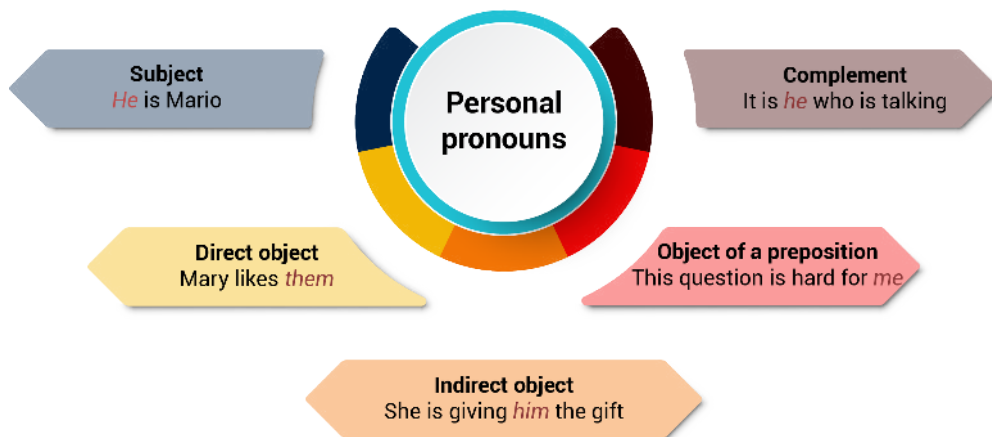 Personal
pronouns
Subject
He is Mario
Complement
It is he who is talking
Direct object
Mary likes them
Object of a preposition
This question is hard for me
Indirect object
She is giving him the gift